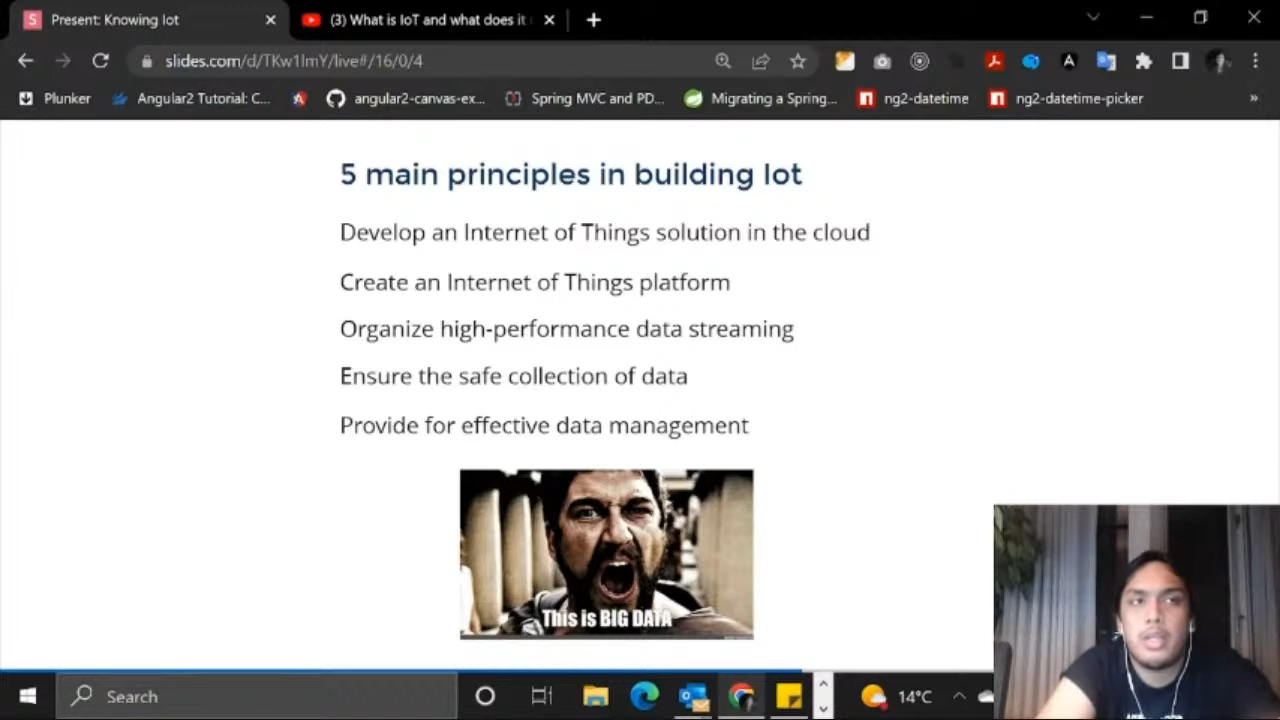 Present: Knowing Iot
(3) What is IoT and what does it
slides.com/d/TKw1lmY/live#/16/0/4
Plunker
Angular2 Tutorial: C...
angular2-canvas-ex...
Spring MVC and PD...
Migrating a Spring...
ng2-datetime
ng2-datetime-picker
»
5 main principles in building Iot
Develop an Internet of Things solution in the cloud
Create an Internet of Things platform
Organize high-performance data streaming
Ensure the safe collection of data
Provide for effective data management
This is BIG DATA
Search
14°C